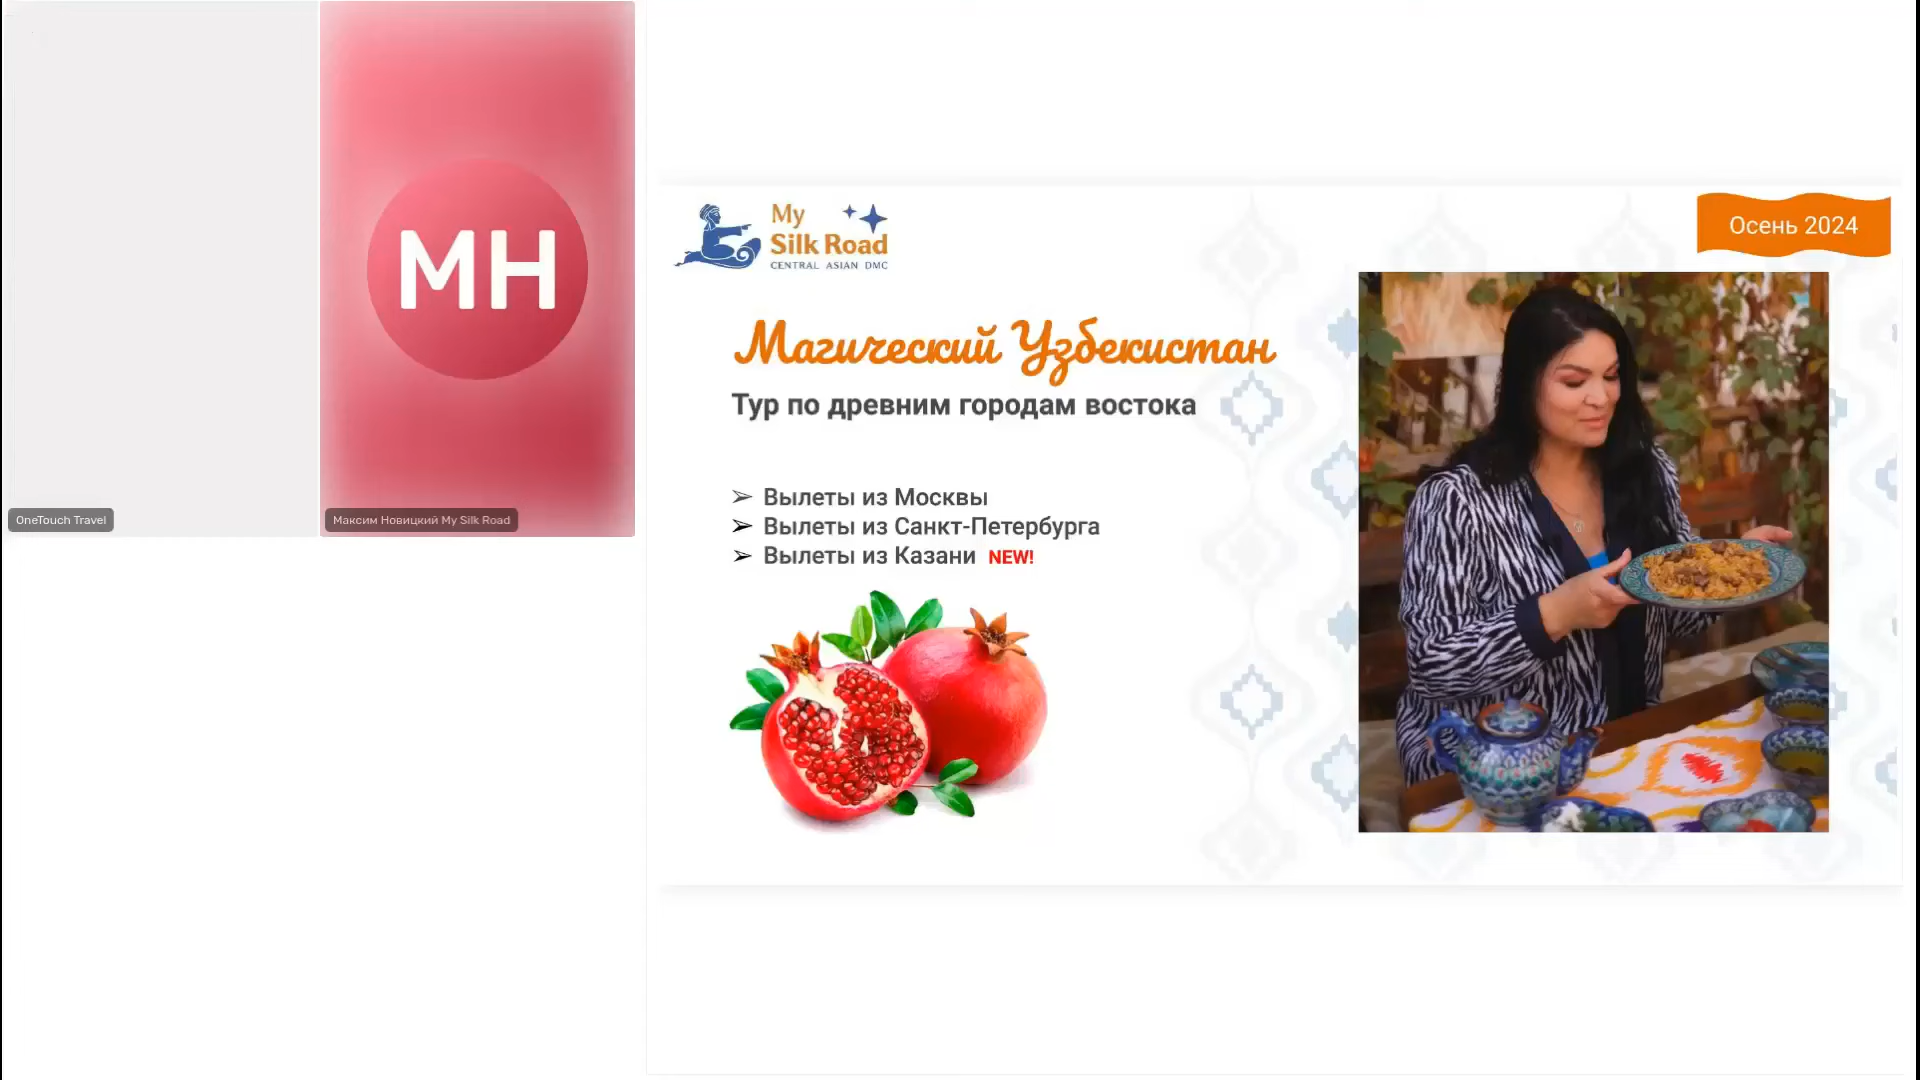 МН
OneTouch Travel
Максим Новицкий My Silk Road
My
Silk Road
CENTRAL ASIAN DMC
Осень 2024
Магический Узбекистан
Тур по древним городам востока
➢ Вылеты из Москвы
➢ Вылеты из Санкт-Петербурга
➢ Вылеты из Казани NEW!